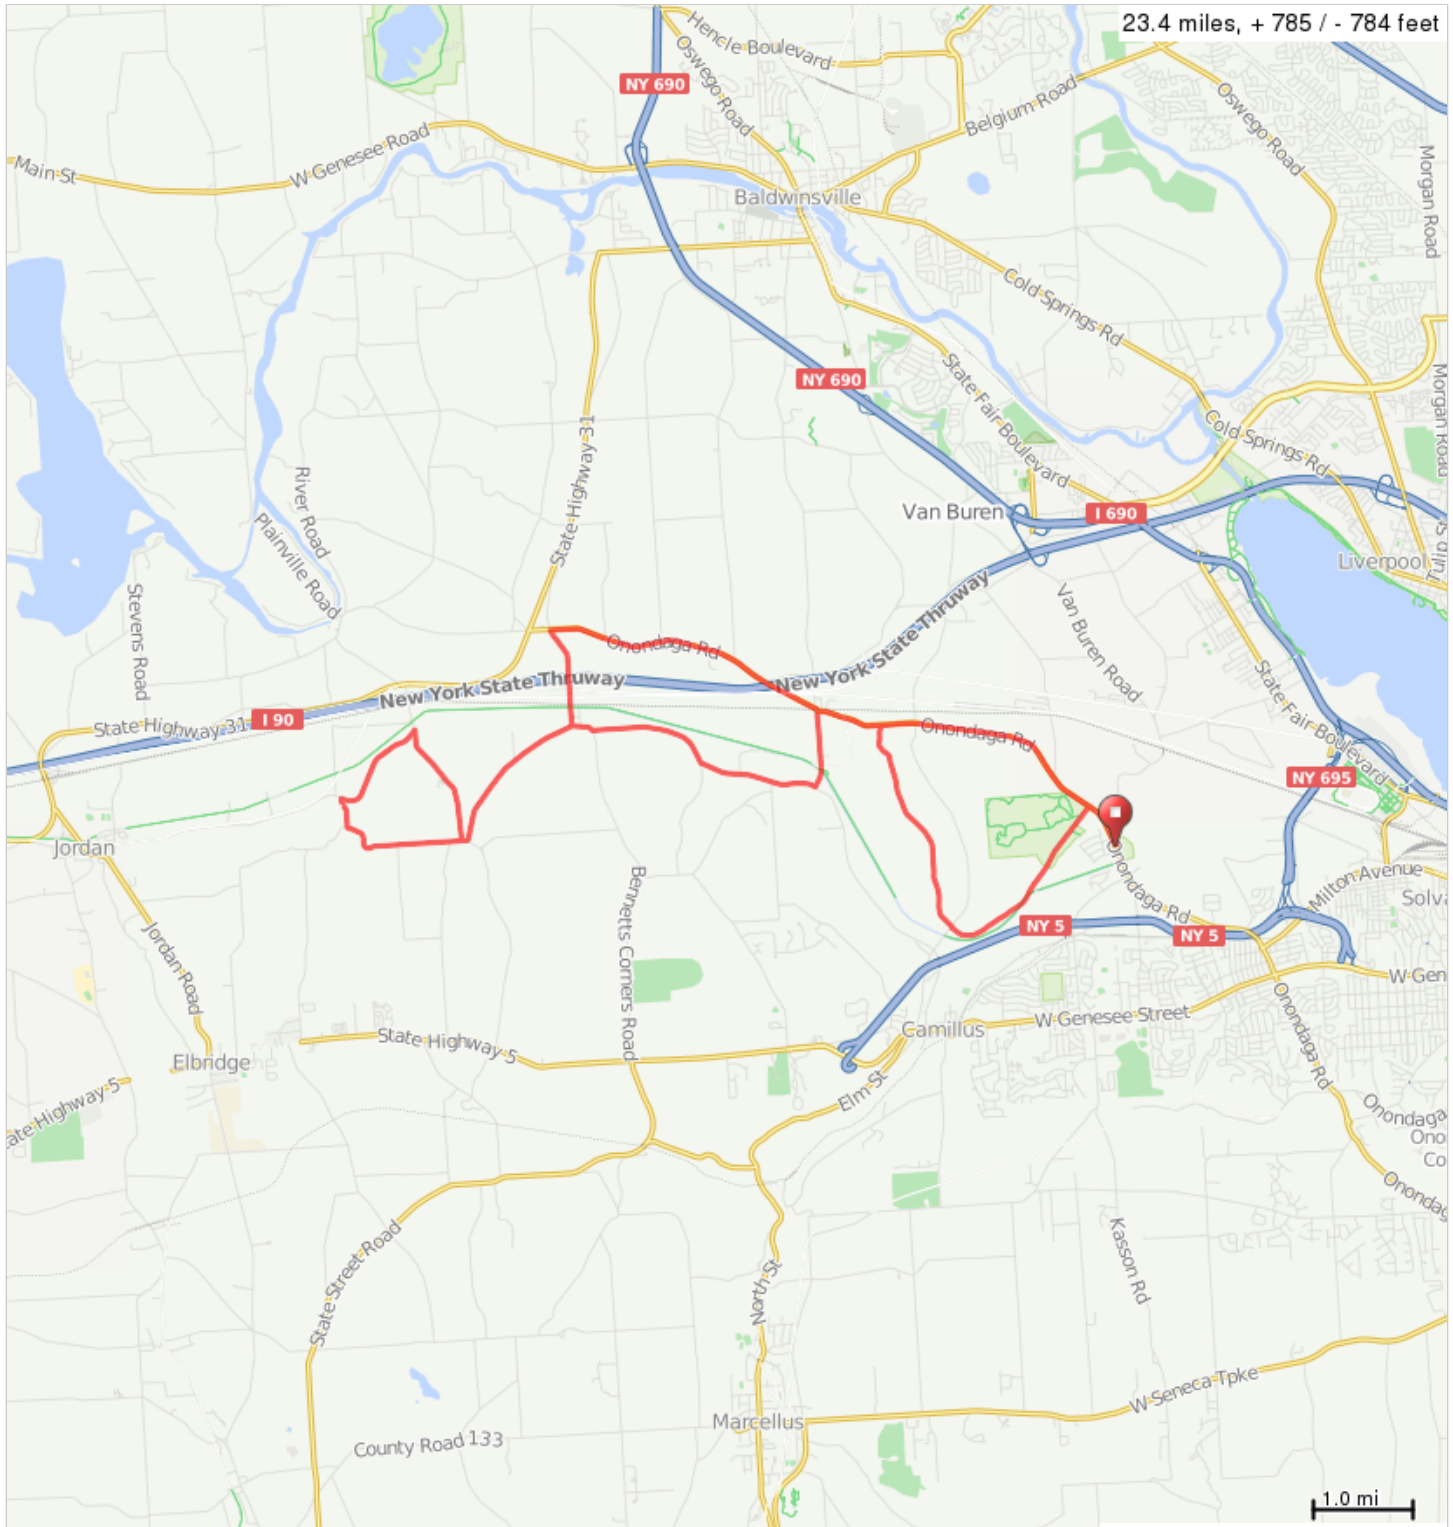 23.4 miles, + 785 / - 784 feet
Hencle Boulevard
NY 690
Oswego Road
Belgium Road
Oswego Road
Main St
W Genesee Road
Morgan Road
Baldwinsville
Cold Springs Rd
NY 690
State Fair Boulevard
Morgan Road
Cold Springs Rd
State Highway 31
River Road
Plainville Road
Van Buren
I 690
Liverpool
Stevens Road
Van Buren Road
New York State Thruway
Onondaga Rd
New York State Thruway
State Fair Boulevard
State Highway 31
I 90
Onondaga Rd
NY 695
Jordan
Onondaga Rd
Milton Avenue
Solva
Bennetts Corners Road
NY 5
NY 5
Jordan Road
W Gen
Onondaga Rd
State Highway 5
Camillus
W Genesee Street
Elbridge
ate Highway 5
Elm St
Onondaga
Ono
Co
Onondag
State Street Road
North St
Kasson Rd
W Seneca Tpke
Marcellus
County Road 133
1.0 mi